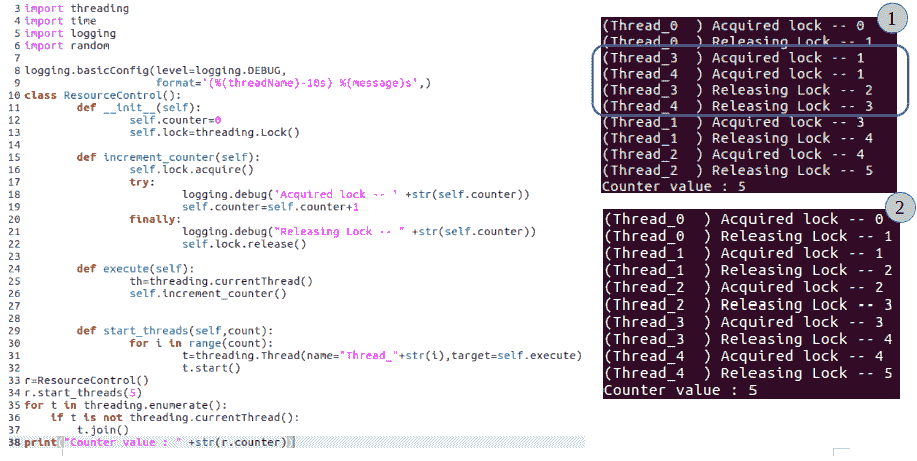 3 import threading
4 import time
5 import logging
6 import random
7
8 logging.basicConfig(level=logging.DEBUG,
9 format='(%(threadName)-10s) %(message)s',)
10 class ResourceControl():
11 def __init__(self):
12 self.counter=0
13 self.lock=threading.Lock()
14
15 def increment_counter(self):
16 self.lock.acquire()
17 try:
18 logging.debug('Acquired lock -- ' +str(self.counter))
19 self.counter=self.counter+1
20 finally:
21 logging.debug("Releasing Lock -- " +str(self.counter))
22 self.lock.release()
23
24 def execute(self):
25 th=threading.currentThread()
26 self.increment_counter()
27
28
29 def start_threads(self,count):
30 for i in range(count):
31 t=threading.Thread(name="Thread_"+str(i),target=self.execute)
32 t.start()
33 r=ResourceControl()
34 r.start_threads(5)
35 for t in threading.enumerate():
36 if t is not threading.currentThread():
37 t.join()
38 print("Counter value : " +str(r.counter))
1
(Thread_0 ) Acquired lock -- 0
(Thread_0 ) Releasing Lock -- 1
(Thread_3 ) Acquired lock -- 1
(Thread_4 ) Acquired lock -- 1
(Thread_3 ) Releasing Lock -- 2
(Thread_4 ) Releasing Lock -- 3
(Thread_1 ) Acquired lock -- 3
(Thread_1 ) Releasing Lock -- 4
(Thread_2 ) Acquired lock -- 4
(Thread_2 ) Releasing Lock -- 5
Counter value : 5
2
(Thread_0 ) Acquired lock -- 0
(Thread_0 ) Releasing Lock -- 1
(Thread_1 ) Acquired lock -- 1
(Thread_1 ) Releasing Lock -- 2
(Thread_2 ) Acquired lock -- 2
(Thread_2 ) Releasing Lock -- 3
(Thread_3 ) Acquired lock -- 3
(Thread_3 ) Releasing Lock -- 4
(Thread_4 ) Acquired lock -- 4
(Thread_4 ) Releasing Lock -- 5
Counter value : 5